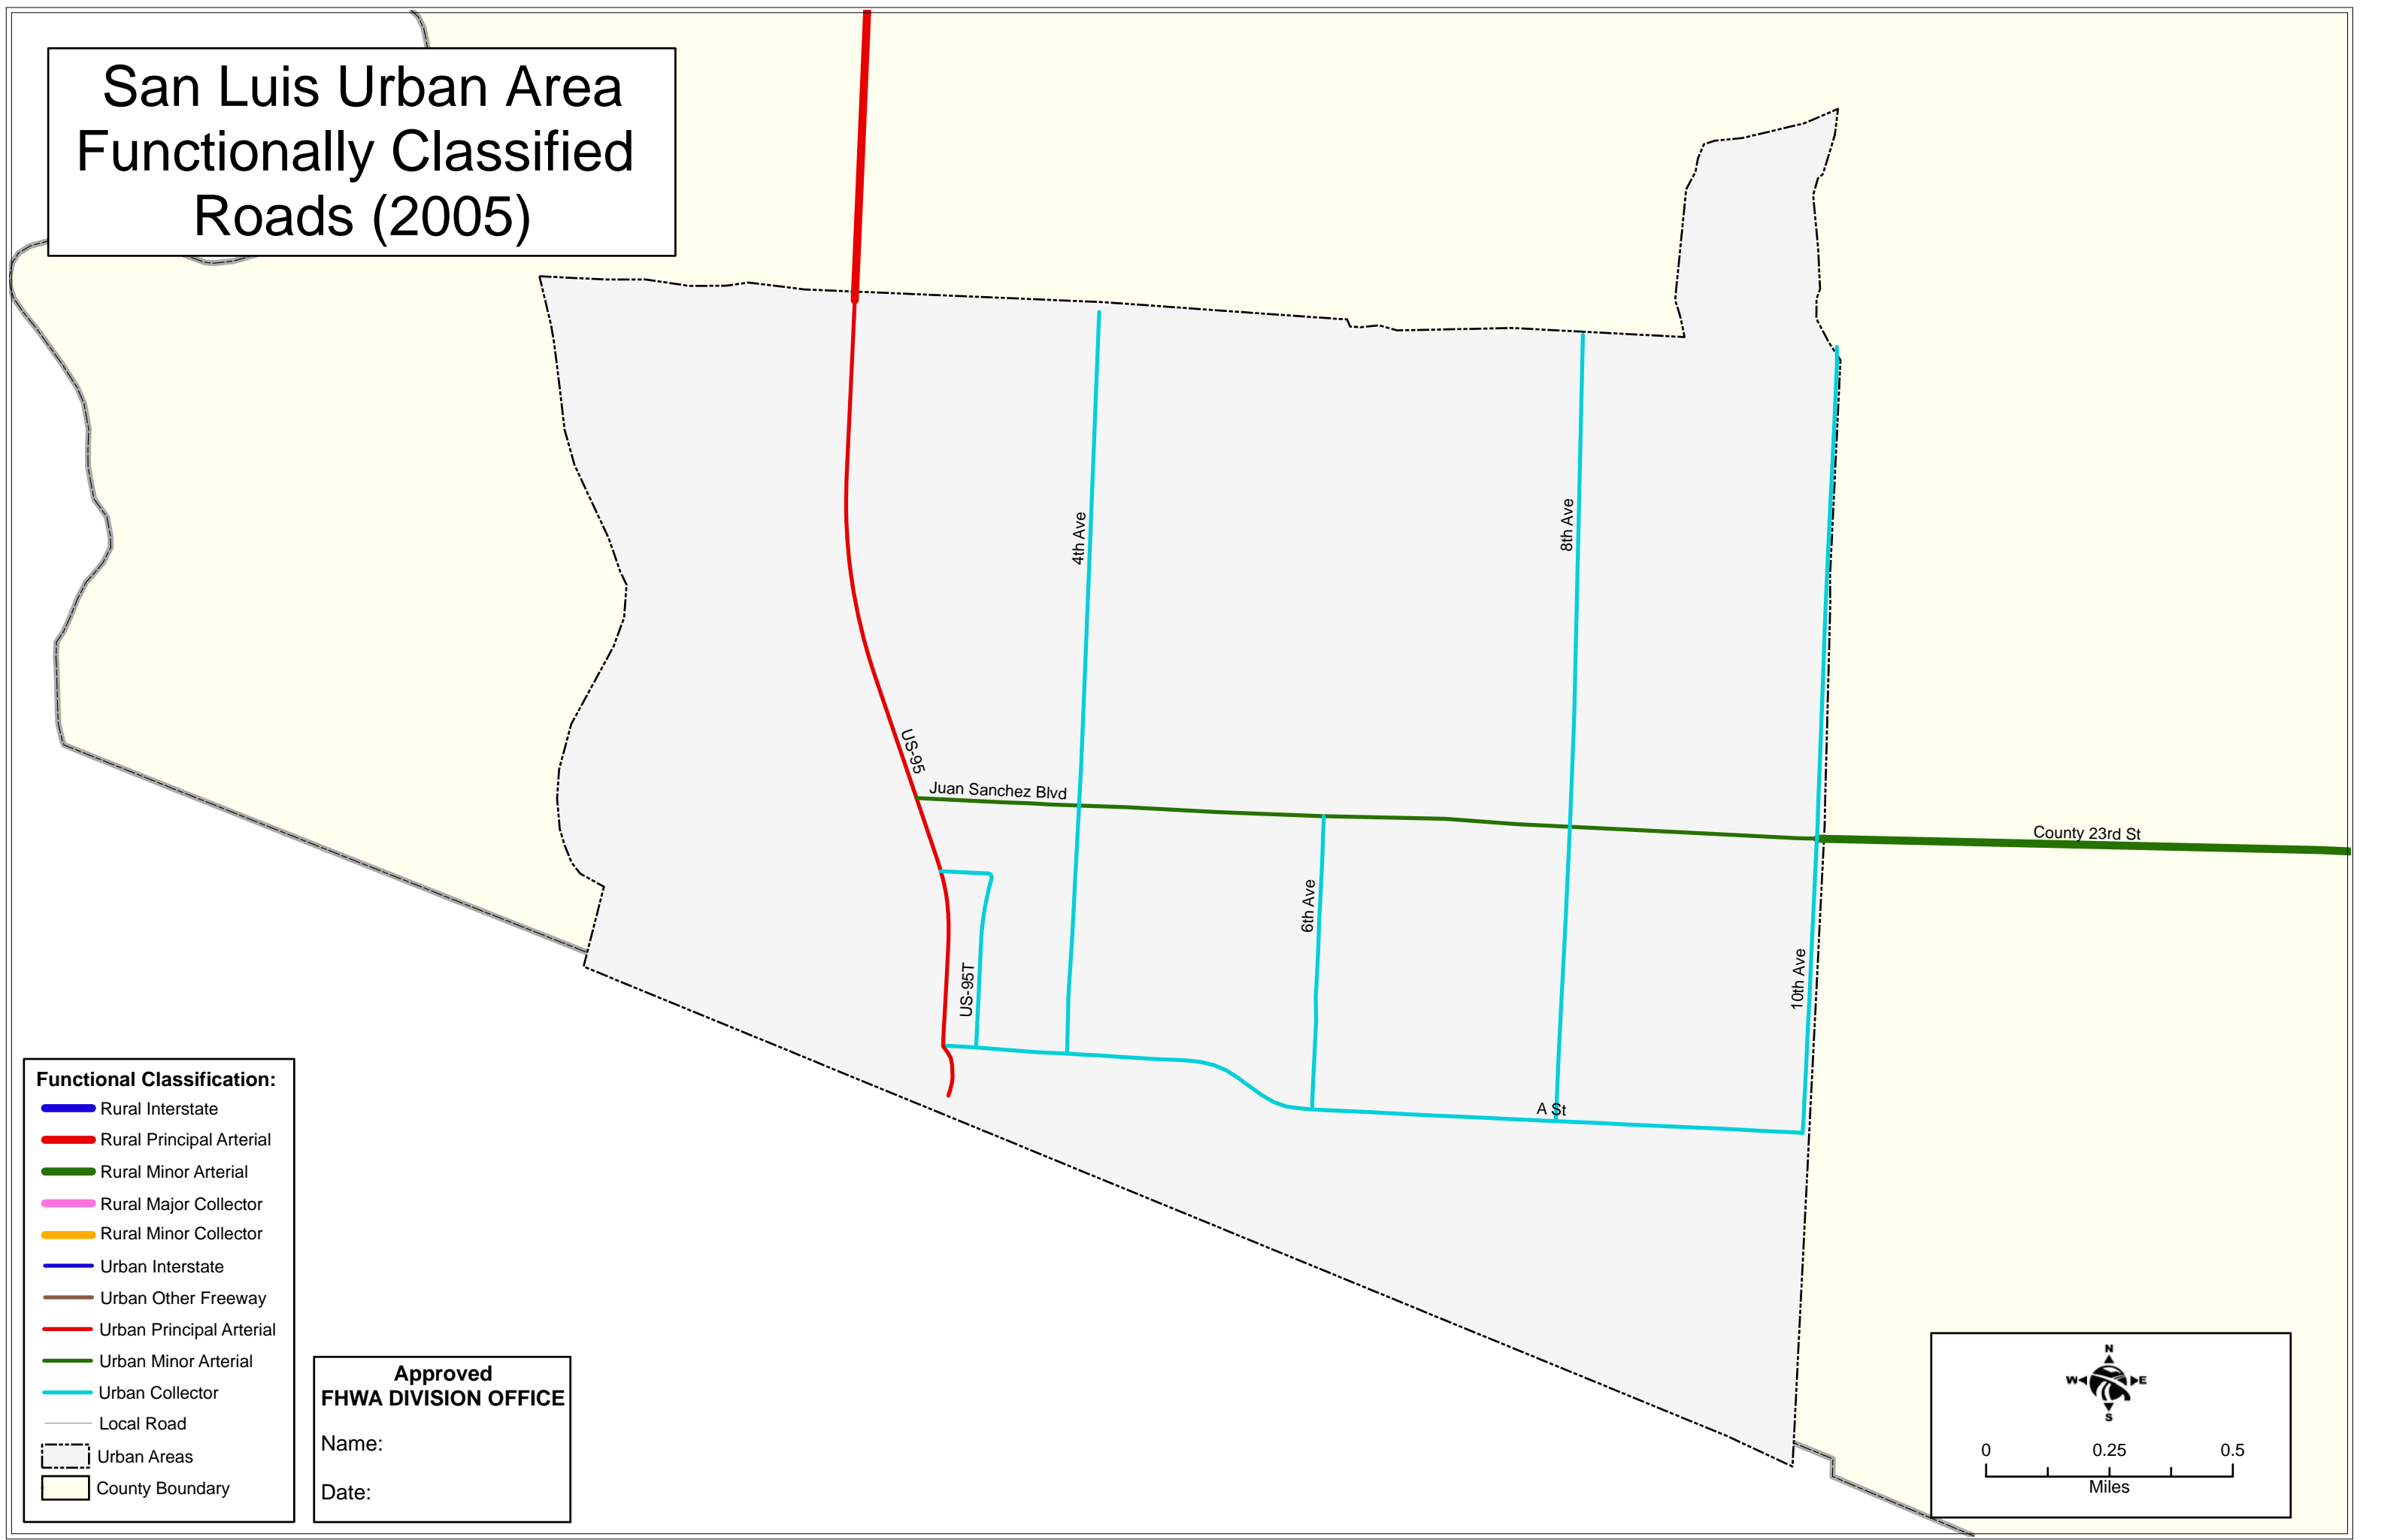 San Luis Urban Area
Functionally Classified
Roads (2005)
4th Ave
8th Ave
US-95
Juan Sanchez Blvd
County 23rd St
6th Ave
10th Ave
US-95T
A St
Functional Classification:
Rural Interstate
Rural Principal Arterial
Rural Minor Arterial
Rural Major Collector
Rural Minor Collector
Urban Interstate
Urban Other Freeway
Urban Principal Arterial
Urban Minor Arterial
Urban Collector
Local Road
Urban Areas
County Boundary
Approved
FHWA DIVISION OFFICE
Name:
Date:
N
W E
S
0 0.25 0.5
Miles